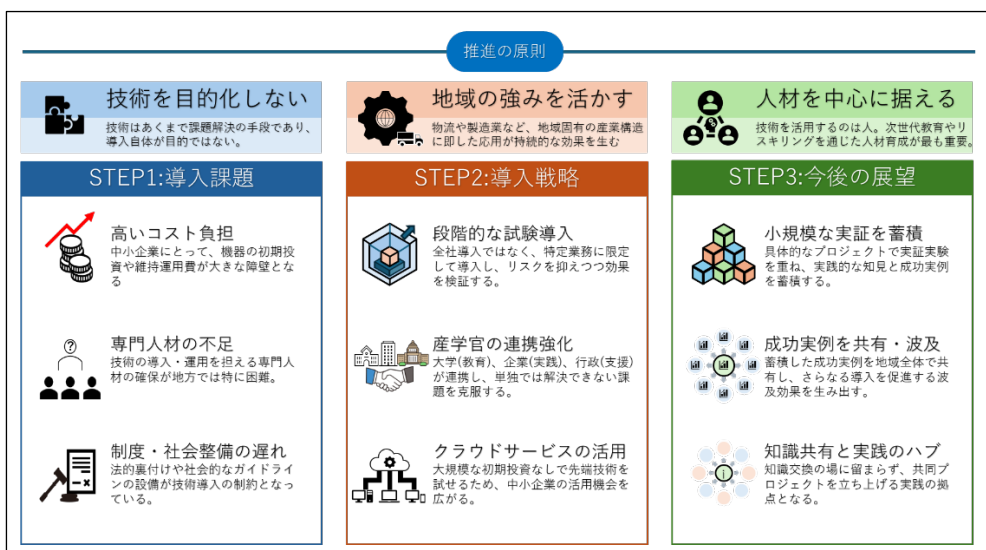 推進の原則
技術を目的化しない
技術はあくまで課題解決の手段であり、
導入自体が目的ではない。
地域の強みを活かす
物流や製造業など、地域固有の産業構造
に即した応用が持続的な効果を生む
人材を中心に据える
技術を活用するのは人。次世代教育やリ
スキリングを通じた人材育成が最も重要。
STEP1:導入課題
高いコスト負担
中小企業にとって、機器の初期投
資や維持運用費が大きな障壁とな
る
専門人材の不足
技術の導入・運用を担える専門人
材の確保が地方では特に困難。
制度・社会整備の遅れ
法的裏付けや社会的なガイドライ
ンの設備が技術導入の制約となっ
ている。
STEP2:導入戦略
段階的な試験導入
全社導入ではなく、特定業務に限定
して導入し、リスクを抑えつつ効果
を検証する。
産学官の連携強化
大学(教育)、企業(実践)、行政(支援)
が連携し、単独では解決できない課
題を克服する。
クラウドサービスの活用
大規模な初期投資なしで先端技術を
試せるため、中小企業の活用機会を
広がる。
STEP3:今後の展望
小規模な実証を蓄積
具体的なプロジェクトで実証実験
を重ね、実践的な知見と成功実例
を蓄積する。
成功実例を共有・波及
蓄積した成功実例を地域全体で共
有し、さらなる導入を促進する波
及効果を生み出す。
知識共有と実践のハブ
知識交換の場に留まらず、共同プ
ロジェクトを立ち上げる実践の拠
点となる。